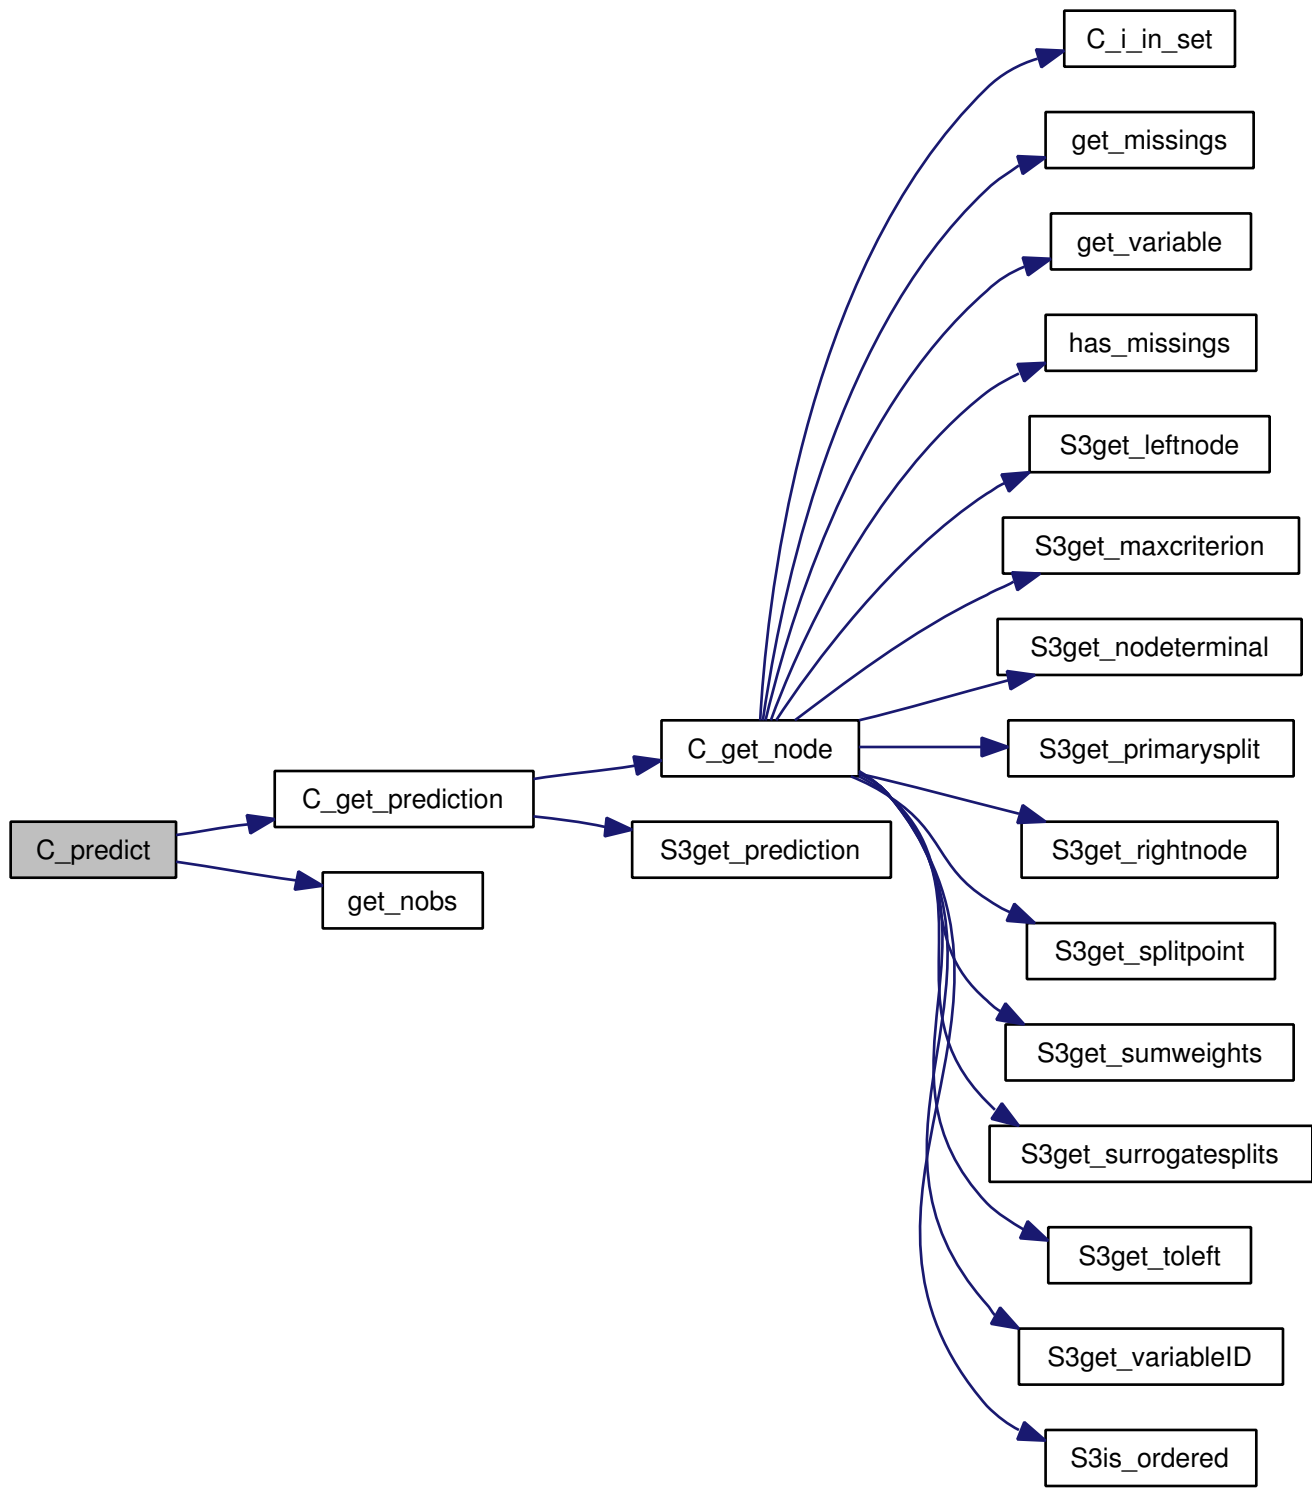 C_i_in_set
get_missings
get_variable
has_missings
S3get_leftnode
S3get_maxcriterion
S3get_nodeterminal
C_get_node
S3get_primarysplit
C_get_prediction
C_predict
S3get_prediction
S3get_rightnode
get_nobs
S3get_splitpoint
S3get_sumweights
S3get_surrogatesplits
S3get_toleft
S3get_variableID
S3is_ordered